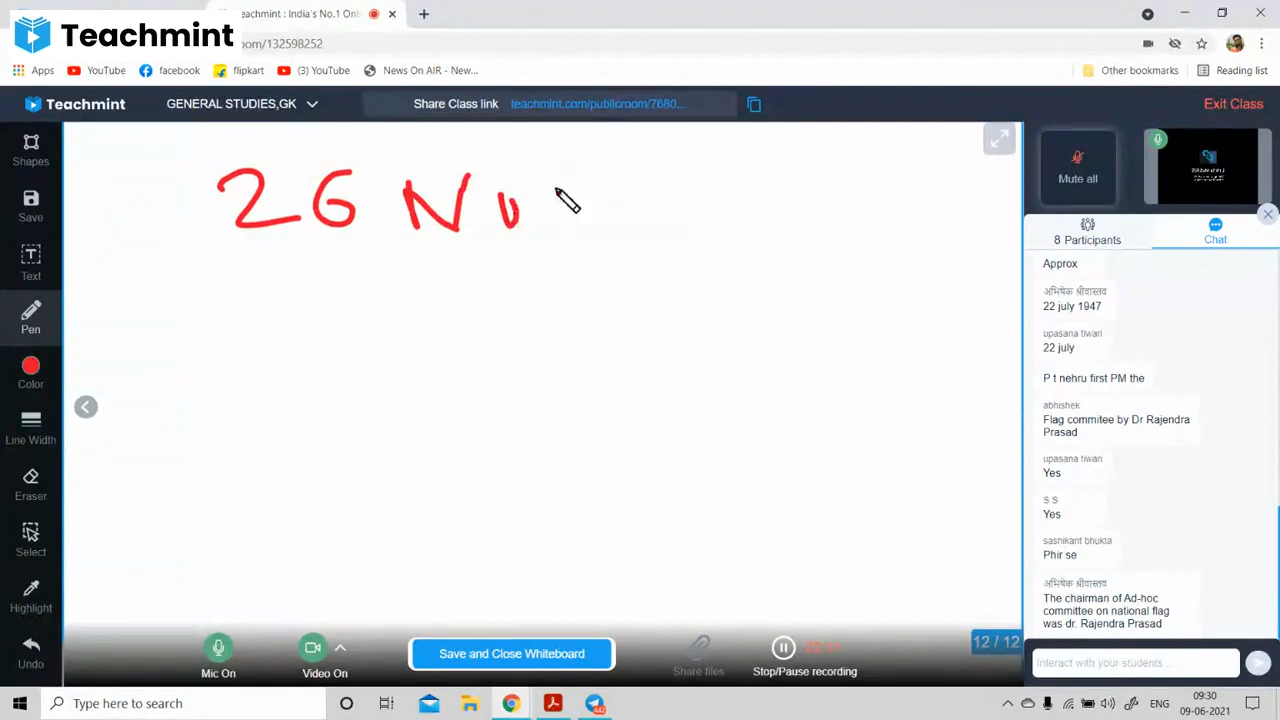 Teachmint
eachmint : India's No.1 Onli
om/132598252
Apps
YouTube
facebook
flipkart
(3) YouTube
News On AIR - New...
Other bookmarks
Reading list
Teachmint
GENERAL STUDIES,GK
Share Class link
teachmint.com/publicroom/7680...
Exit Class
Shapes
Save
Text
Pen
Color
Line Width
Eraser
Select
Highlight
Undo
26 No
Mute all
8 Participants
Chat
Approx
अभिषेक श्रीवास्तव
22 july 1947
upasana tiwari
22 july
P t nehru first PM the
abhishek
Flag commitee by Dr Rajendra
Prasad
upasana tiwari
Yes
S S
Yes
sashikant bhukta
Phir se
अभिषेक श्रीवास्तव
The chairman of Ad-hoc
committee on national flag
was dr. Rajendra Prasad
Interact with your students...
12 / 12
Mic On
Video On
Save and Close Whiteboard
Share files
Stop/Pause recording
Type here to search
442
ENG
09:30
09-06-2021